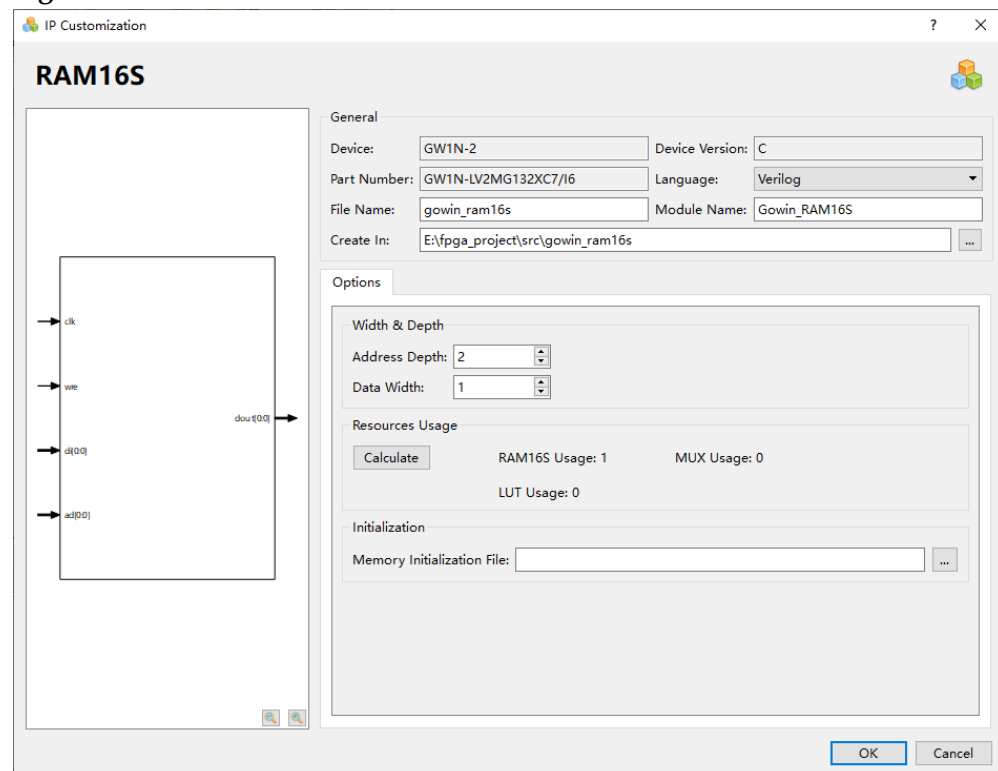 IP Customization ? ×
RAM16S
General
Device: GW1N-2 Device Version: C
Part Number: GW1N-LV2MG132XC7/I6 Language: Verilog
File Name: gowin_ram16s Module Name: Gowin_RAM16S
Create In: E:\fpga_project\src\gowin_ram16s ...
Options
Width & Depth
Address Depth: 2
Data Width: 1
Resources Usage
Calculate RAM16S Usage: 1 MUX Usage: 0
LUT Usage: 0
Initialization
Memory Initialization File: ...
clk
wre
dout[0:0]
di[0:0]
ad[0:0]
OK Cancel